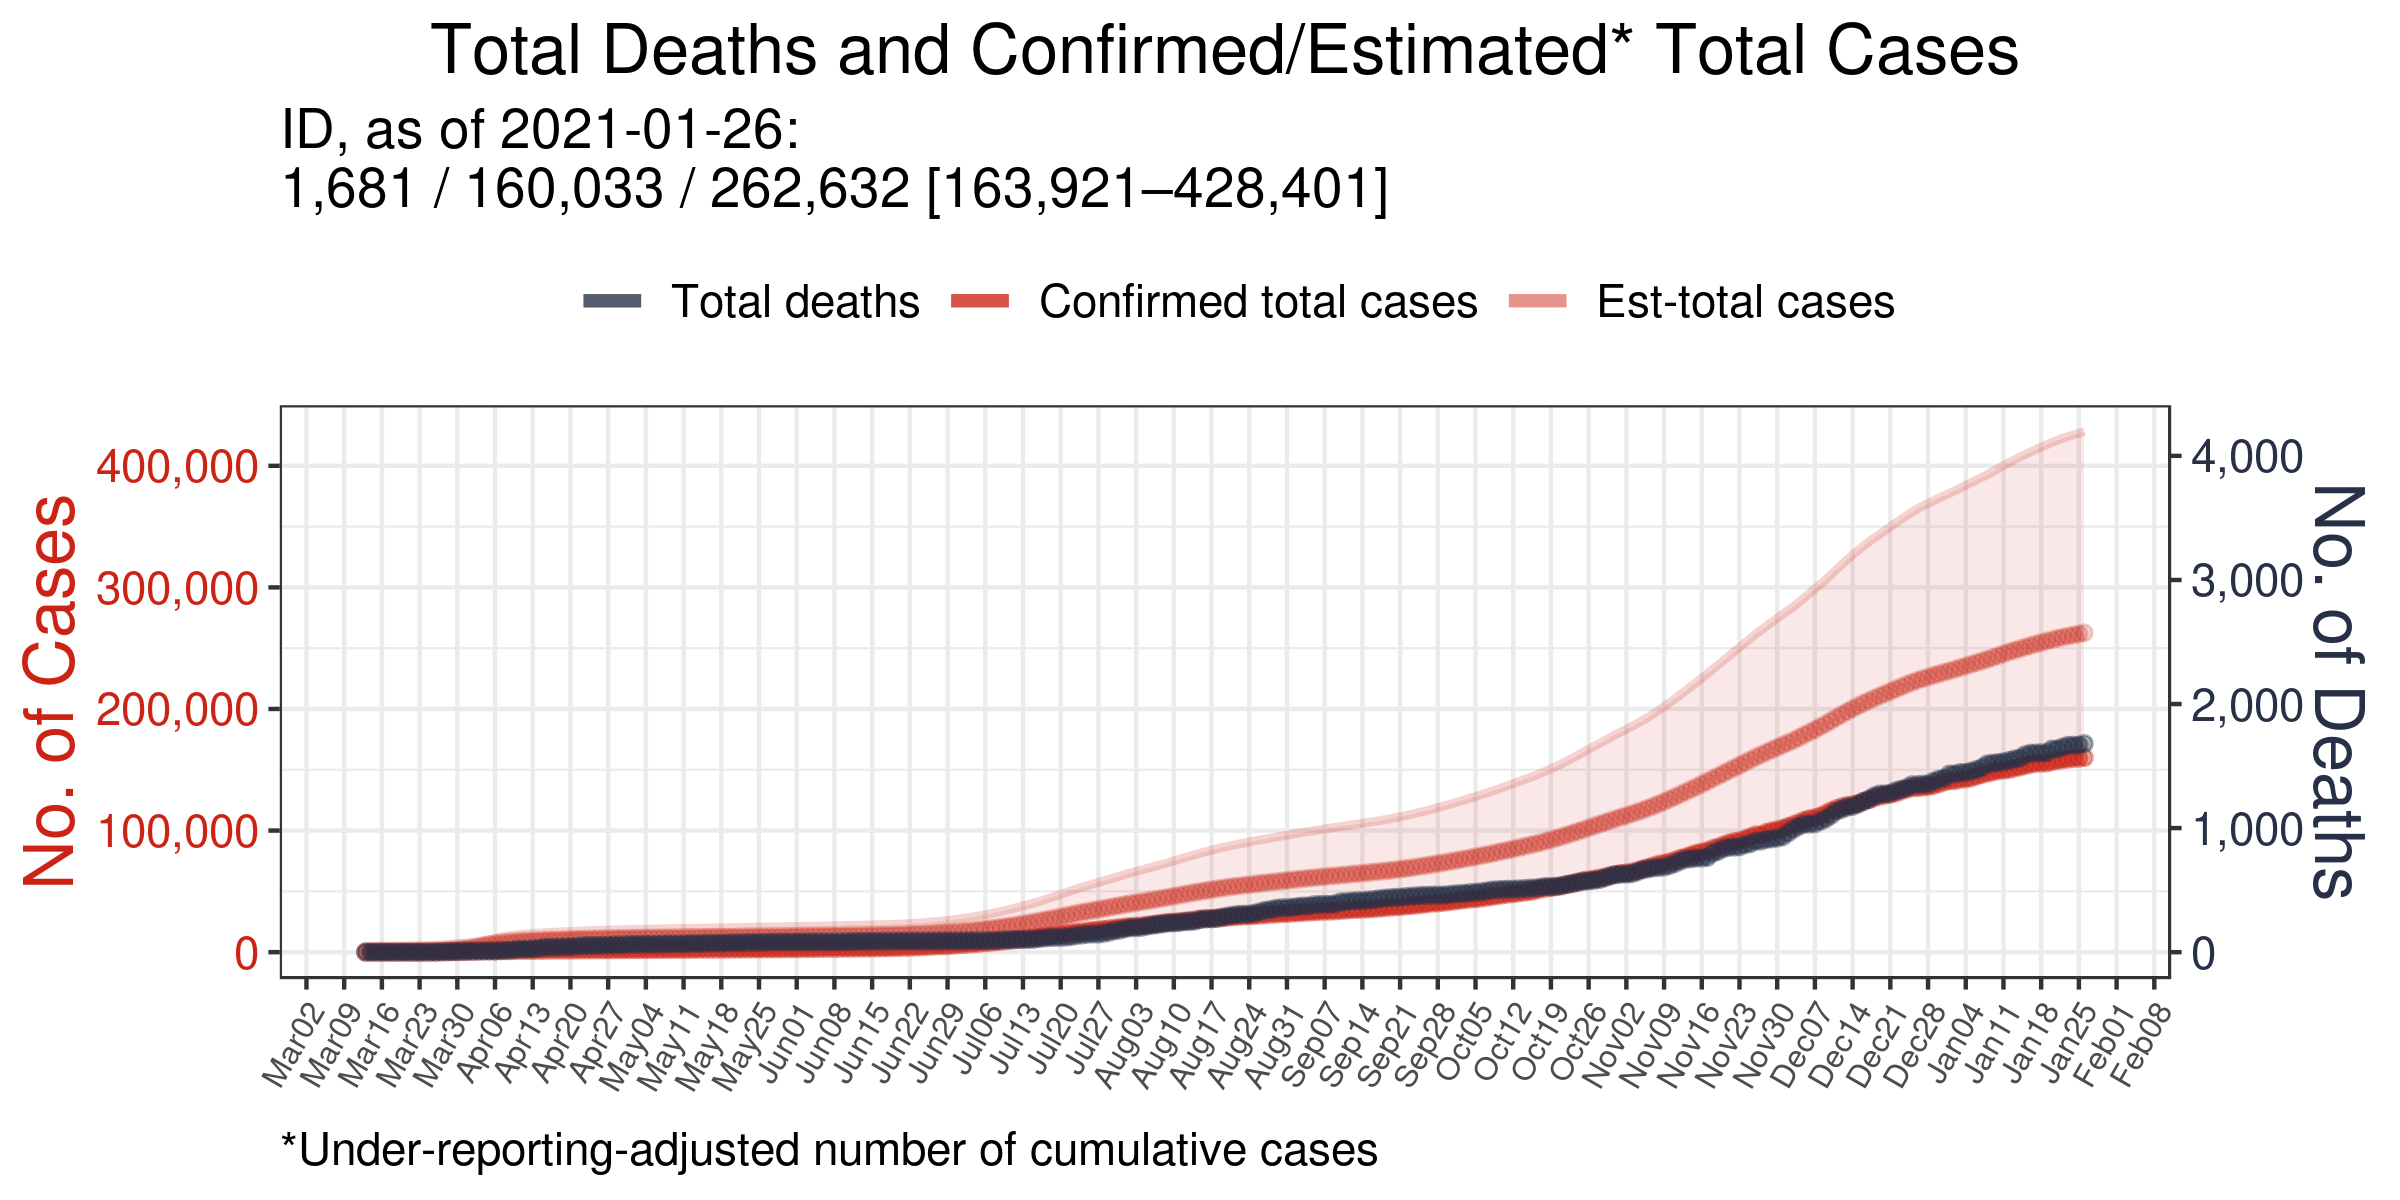 Total Deaths and Confirmed/Estimated* Total Cases
ID, as of 2021-01-26:
1,681 / 160,033 / 262,632 [163,921–428,401]
Total deaths
Confirmed total cases
Est-total cases
No. of Cases
400,000
300,000
200,000
100,000
0
4,000
3,000
2,000
1,000
0
No. of Deaths
Mar02
Mar09
Mar16
Mar23
Mar30
Apr06
Apr13
Apr20
Apr27
May04
May11
May18
May25
Jun01
Jun08
Jun15
Jun22
Jun29
Jul06
Jul13
Jul20
Jul27
Aug03
Aug10
Aug17
Aug24
Aug31
Sep07
Sep14
Sep21
Sep28
Oct05
Oct12
Oct19
Oct26
Nov02
Nov09
Nov16
Nov23
Nov30
Dec07
Dec14
Dec21
Dec28
Jan04
Jan11
Jan18
Jan25
Feb01
Feb08
*Under-reporting-adjusted number of cumulative cases